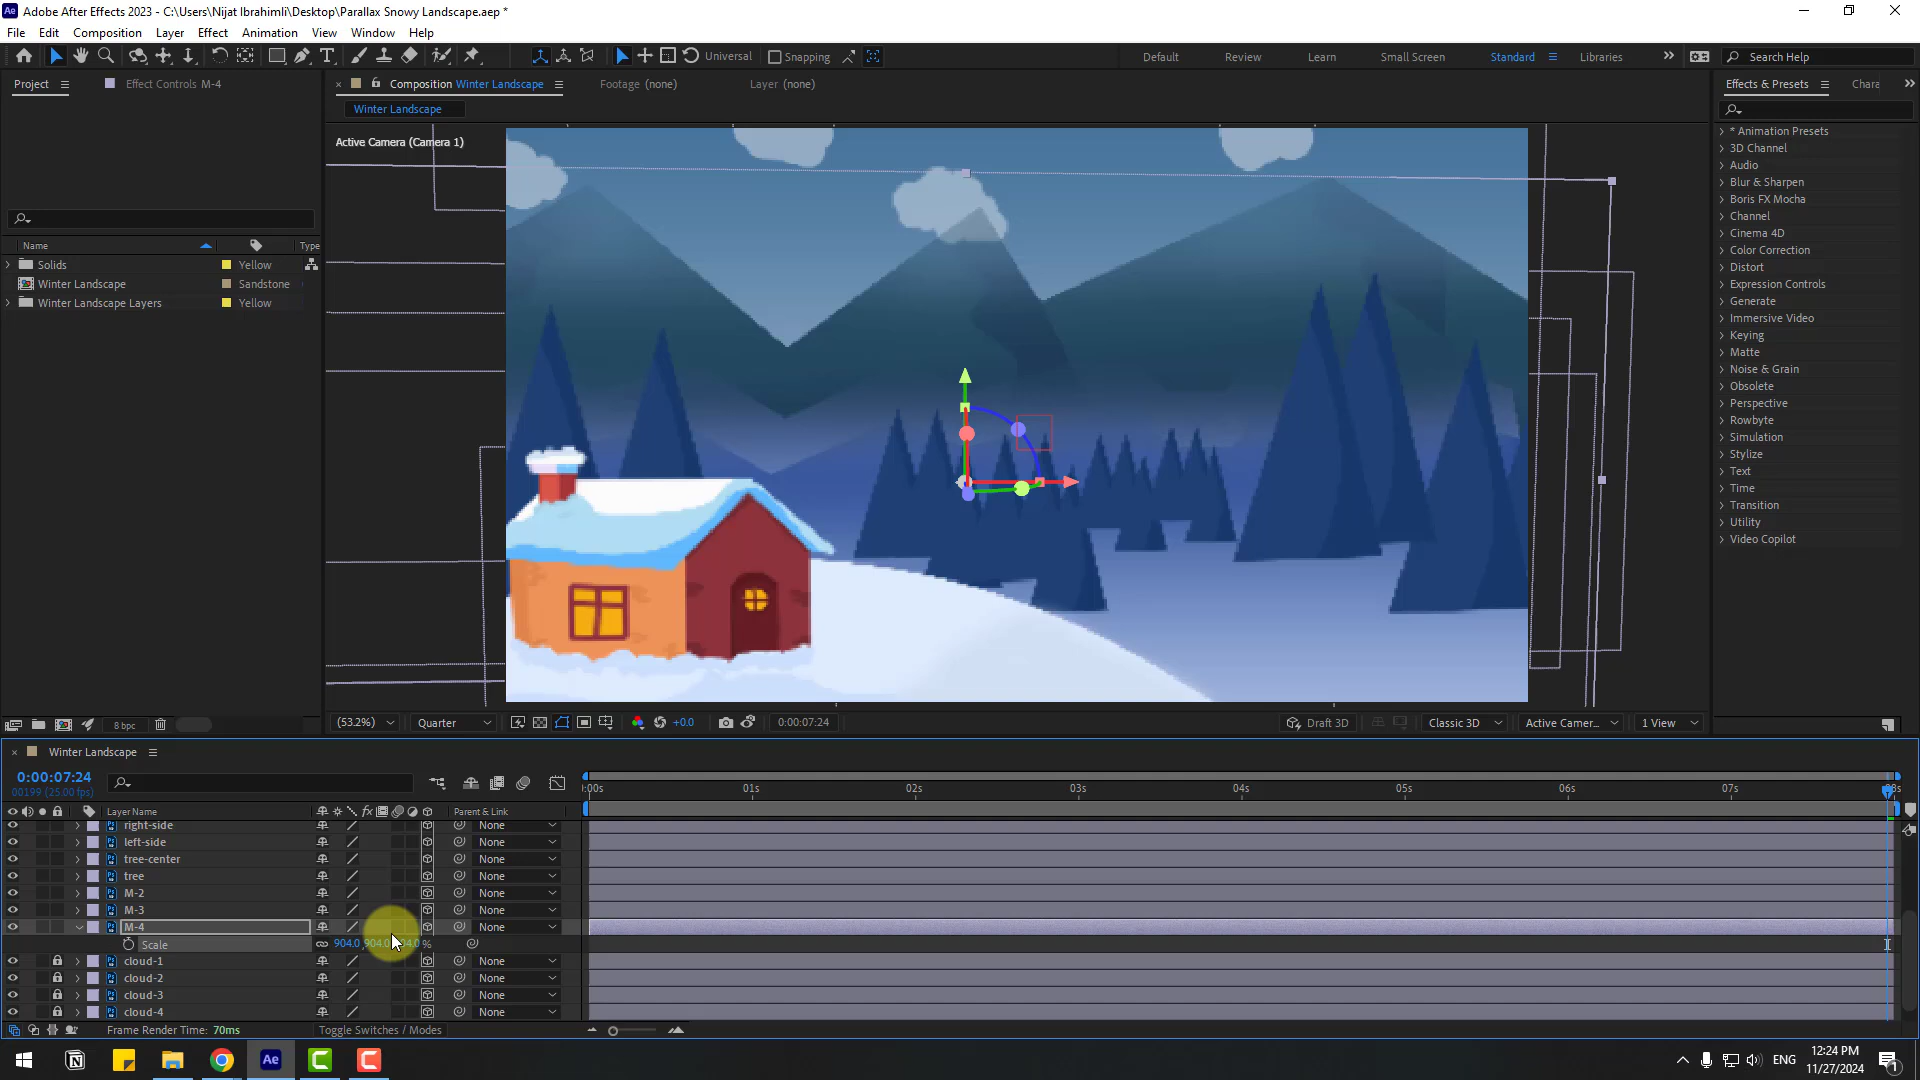 Adobe After Effects 2023 - C:\Users\Nijat Ibrahimli\Desktop\Parallax Snowy Landscape.aep *
File Edit Composition Layer Effect Animation View Window Help
Universal Snapping Default Review Learn Small Screen Standard Libraries Search Help
Project Effect Controls M-4 Composition Winter Landscape Footage (none) Layer (none) Effects & Presets Chara
Winter Landscape
Active Camera (Camera 1)
Name Type
Solids Yellow
Winter Landscape Sandstone
Winter Landscape Layers Yellow
* Animation Presets
3D Channel
Audio
Blur & Sharpen
Boris FX Mocha
Channel
Cinema 4D
Color Correction
Distort
Expression Controls
Generate
Immersive Video
Keying
Matte
Noise & Grain
Obsolete
Perspective
Rowbyte
Simulation
Stylize
Text
Time
Transition
Utility
Video Copilot
8 bpc (53.2%) Quarter +0.0 0:00:07:24 Draft 3D Classic 3D Active Camer... 1 View
Winter Landscape
0:00:07:24
00199 (25.00 fps)
:00s 01s 02s 03s 04s 05s 06s 07s
Layer Name Parent & Link
right-side None
left-side None
tree-center None
tree None
M-2 None
M-3 None
M-4 None
Scale 904.0, 904.0 %
cloud-1 None
cloud-2 None
cloud-3 None
cloud-4 None
Frame Render Time: 70ms Toggle Switches / Modes
ENG
12:24 PM
11/27/2024
1